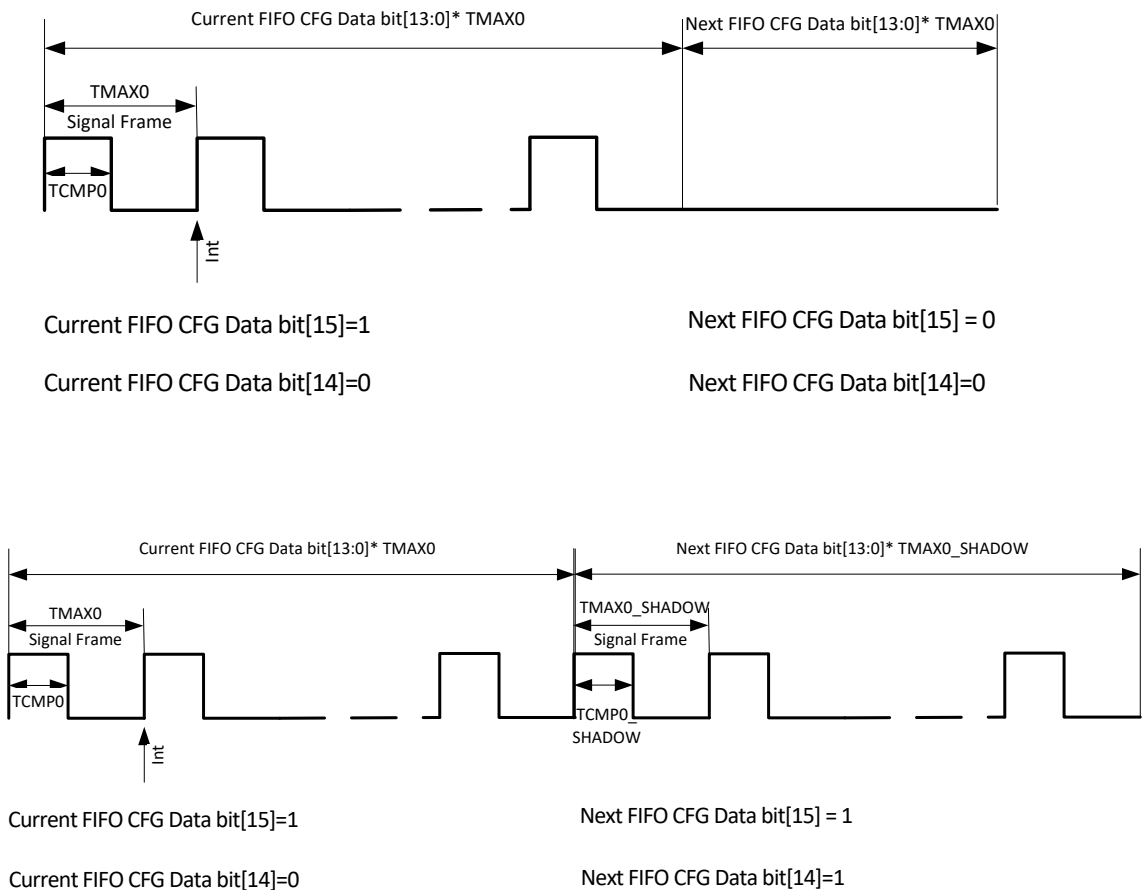 Current FIFO CFG Data bit[13:0]* TMAX0
Next FIFO CFG Data bit[13:0]* TMAX0
TMAX0
Signal Frame
TCMP0
Int
Current FIFO CFG Data bit[15]=1
Next FIFO CFG Data bit[15] = 0
Current FIFO CFG Data bit[14]=0
Next FIFO CFG Data bit[14]=0
Current FIFO CFG Data bit[13:0]* TMAX0
Next FIFO CFG Data bit[13:0]* TMAX0_SHADOW
TMAX0
Signal Frame
TMAX0_SHADOW
Signal Frame
TCMP0
TCMP0_
SHADOW
Int
Current FIFO CFG Data bit[15]=1
Next FIFO CFG Data bit[15] = 1
Current FIFO CFG Data bit[14]=0
Next FIFO CFG Data bit[14]=1